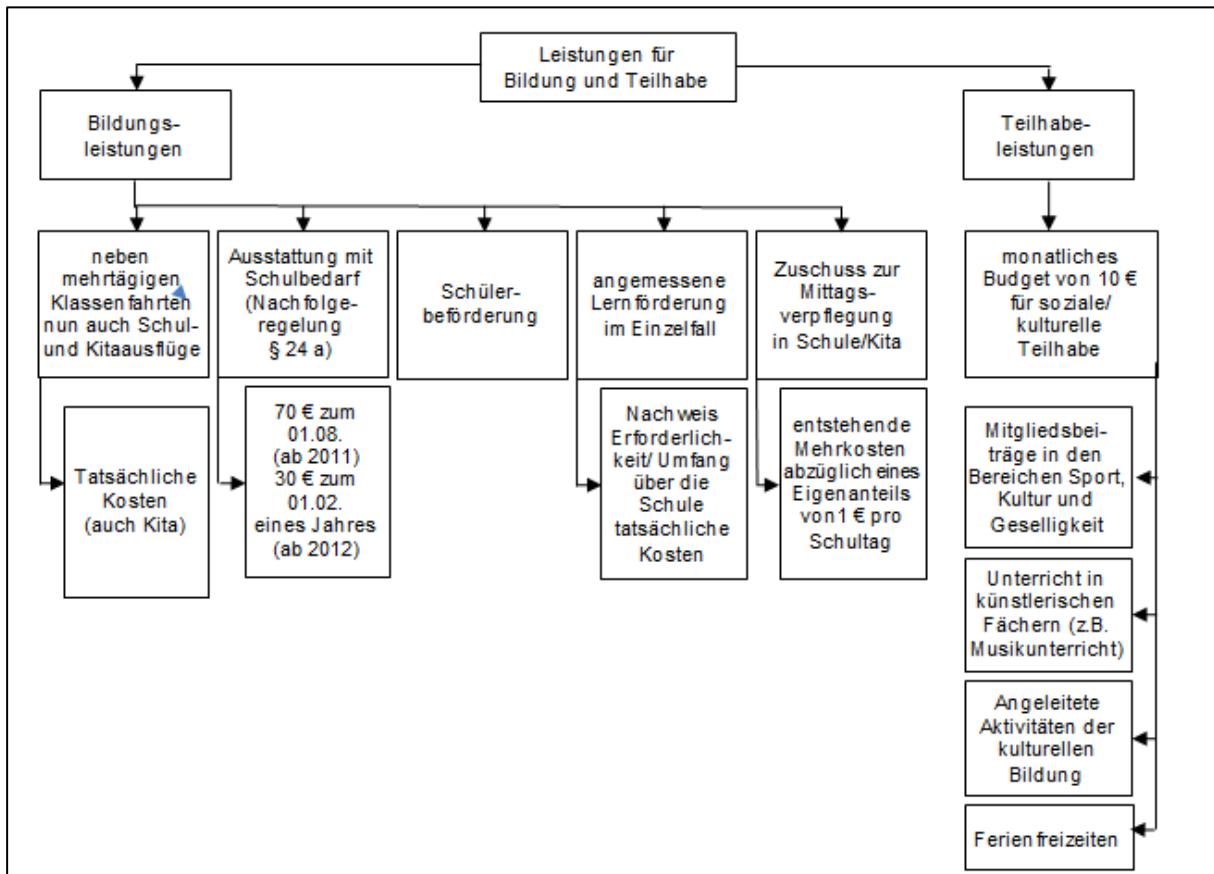 Leistungen für
Bildung und Teilhabe
Bildungs-
leistungen
Teilhabe-
leistungen
neben
mehrtägigen
Klassenfahrten
nun auch Schul-
und Kitaausflüge
Ausstattung mit
Schulbedarf
(Nachfolge-
regelung
§ 24 a)
Schüler-
beförderung
angemessene
Lernförderung
im Einzelfall
Zuschuss zur
Mittags-
verpflegung
in Schule/Kita
monatliches
Budget von 10 €
für soziale/
kulturelle
Teilhabe
Tatsächliche
Kosten
(auch Kita)
70 € zum
01.08.
(ab 2011)
30 € zum
01.02.
eines Jahres
(ab 2012)
Nachweis
Erforderlich-
keit/ Umfang
über die
Schule
tatsächliche
Kosten
entstehende
Mehrkosten
abzüglich eines
Eigenanteils
von 1 € pro
Schultag
Mitgliedsbei-
träge in den
Bereichen Sport,
Kultur und
Geselligkeit
Unterricht in
künstlerischen
Fächern (z.B.
Musikunterricht)
Angeleitete
Aktivitäten der
kulturellen
Bildung
Ferienfreizeiten